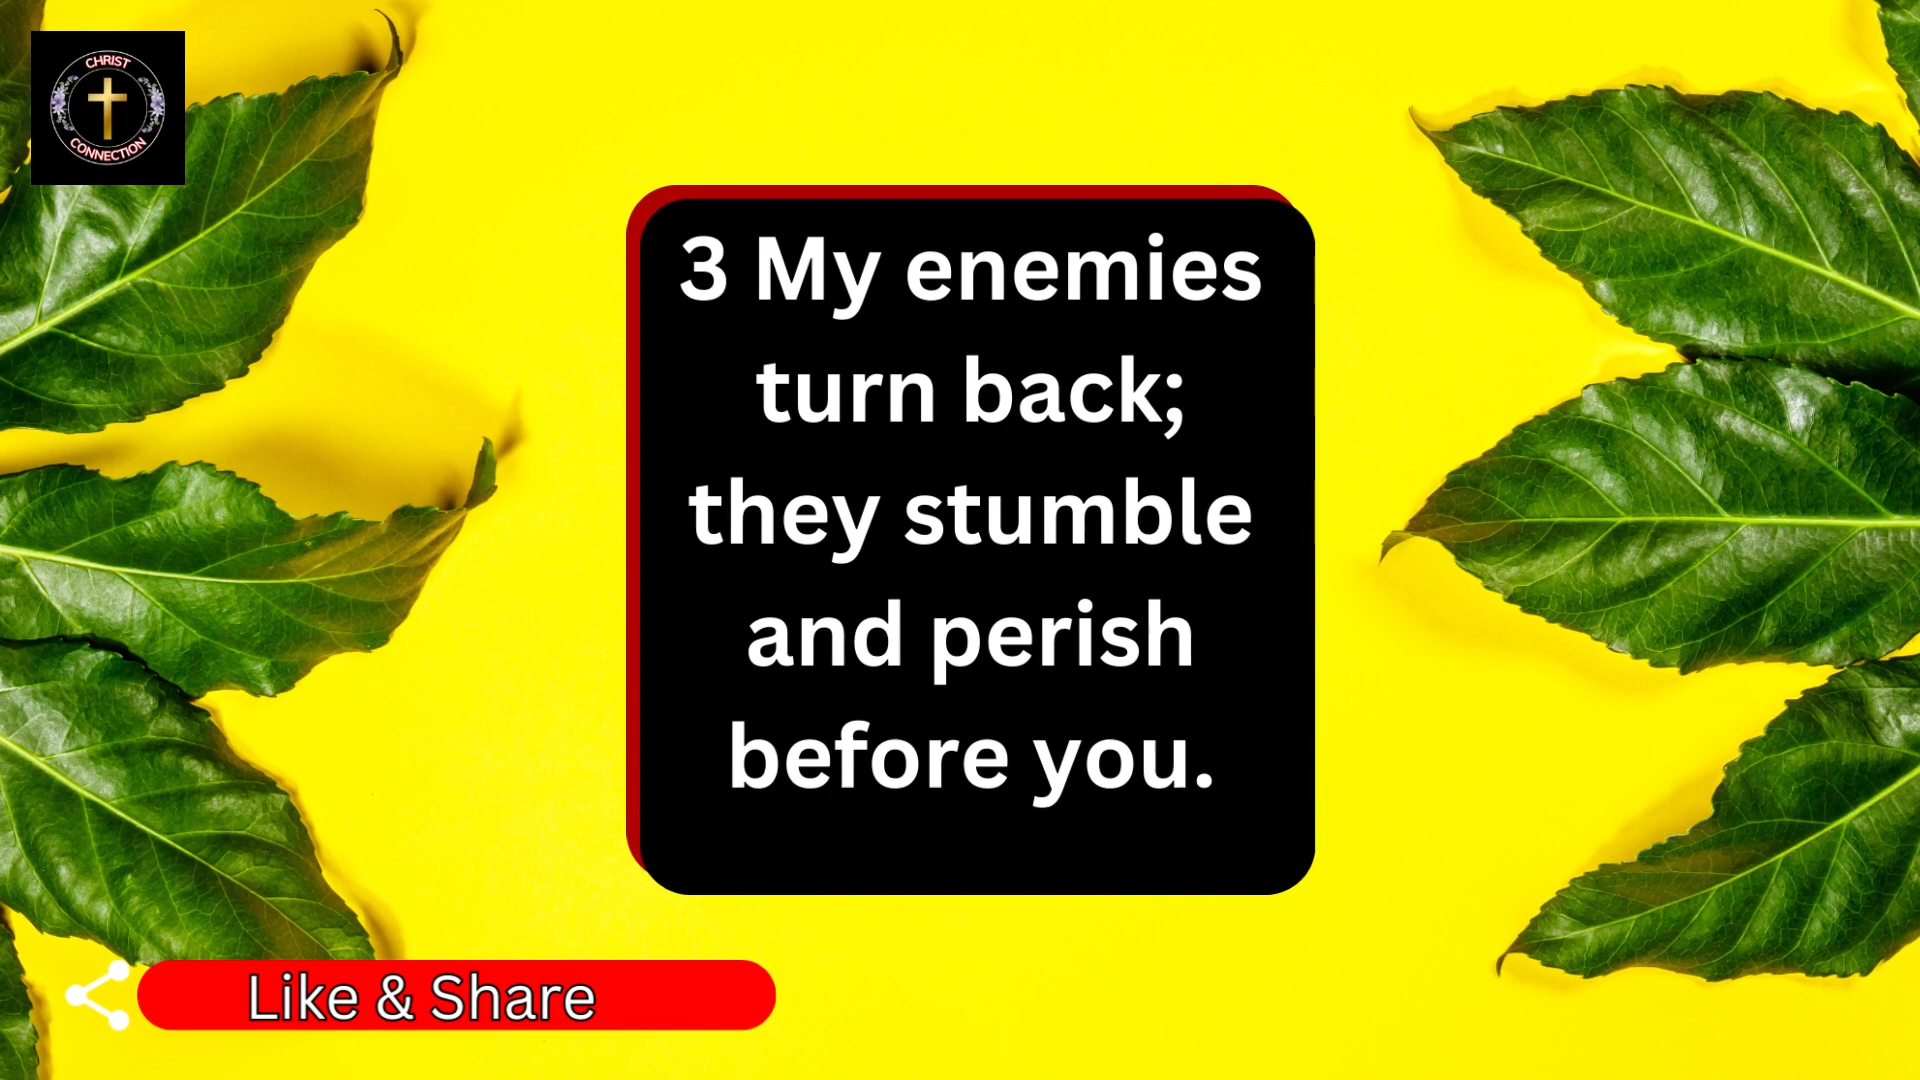 CHRIST
CONNECTION
3 My enemies
turn back;
they stumble
and perish
before you.
Like & Share